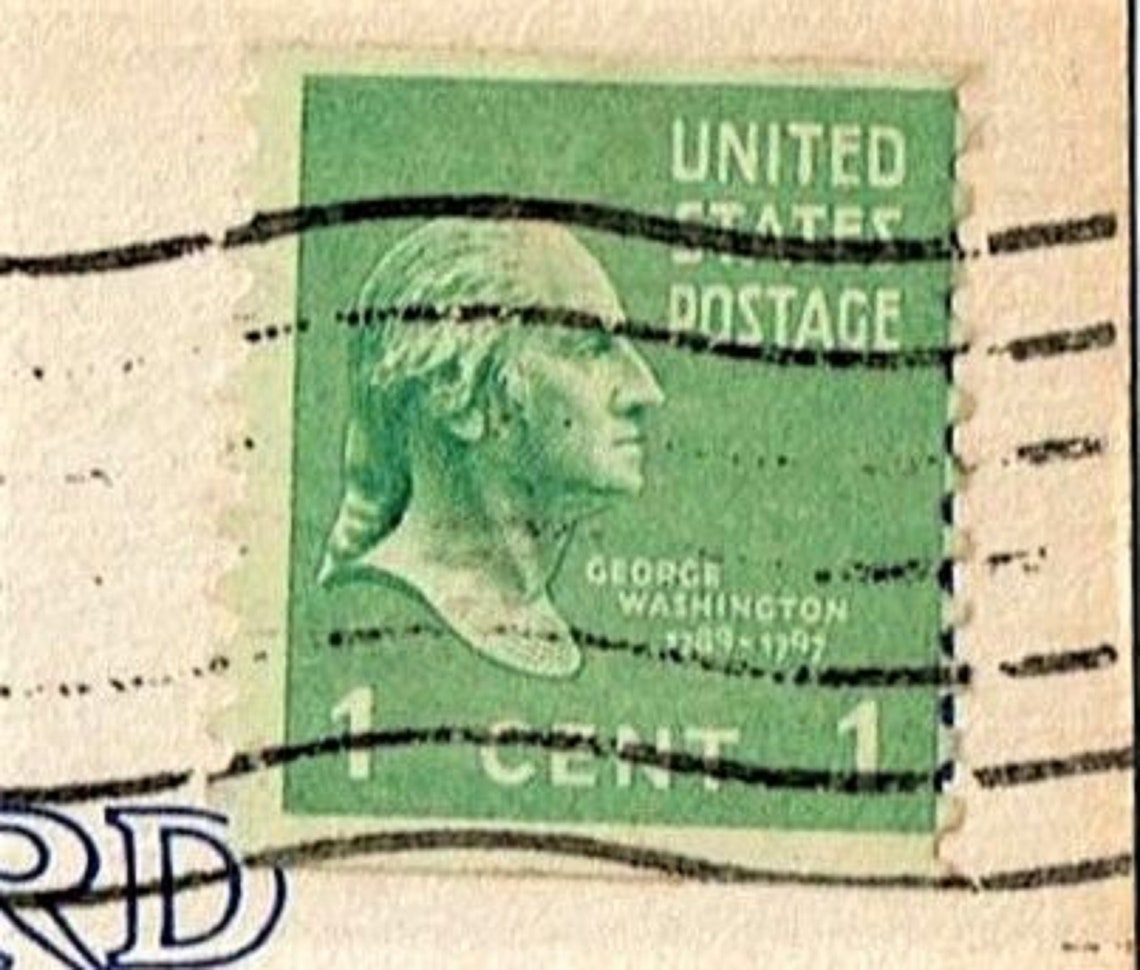 UNITED
STATES
POSTAGE
GEORGE
WASHINGTON
1789-1797
1 CENT 1
RD